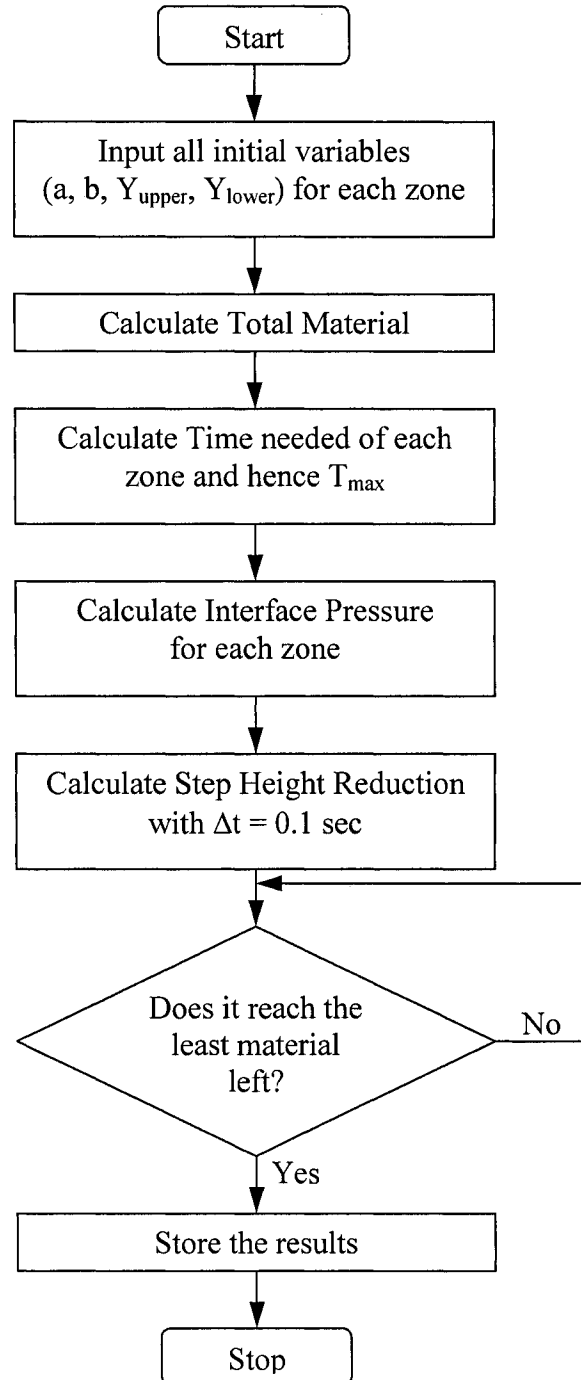 Start
Input all initial variables
(a, b, Yupper, Ylower) for each zone
Calculate Total Material
Calculate Time needed of each
zone and hence Tmax
Calculate Interface Pressure
for each zone
Calculate Step Height Reduction
with Δt = 0.1 sec
Does it reach the
least material
left?
No
Yes
Store the results
Stop